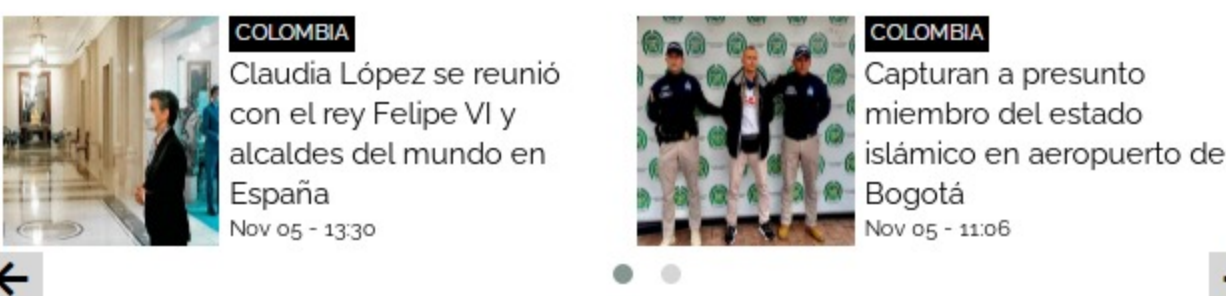 COLOMBIA
Claudia López se reunió
con el rey Felipe VI y
alcaldes del mundo en
España
Nov 05 - 13:30
COLOMBIA
Capturan a presunto
miembro del estado
islámico en aeropuerto de
Bogotá
Nov 05 - 11:06